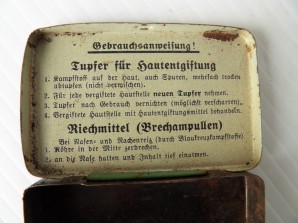 Gebrauchsanweisung!
Tupfer für Hautentgiftung
1. Kampfstoff auf der Haut, auch Spuren, mehrfach trocken
abtupfen (nicht verwischen).
2. Für jede vergiftete Hautstelle neuen Tupfer nehmen.
3. Tupfer nach Gebrauch vernichten (möglichst verscharren).
4. Vergiftete Hautstelle mit Hautentgiftungsmittel behandeln.
Riechmittel (Brechampullen)
Bei Nasen- und Rachenreiz (durch Blaukreuzkampfstoffe)
1. Röhre in der Mitte zerbrechen.
2. an die Nase halten und Inhalt tief einatmen.